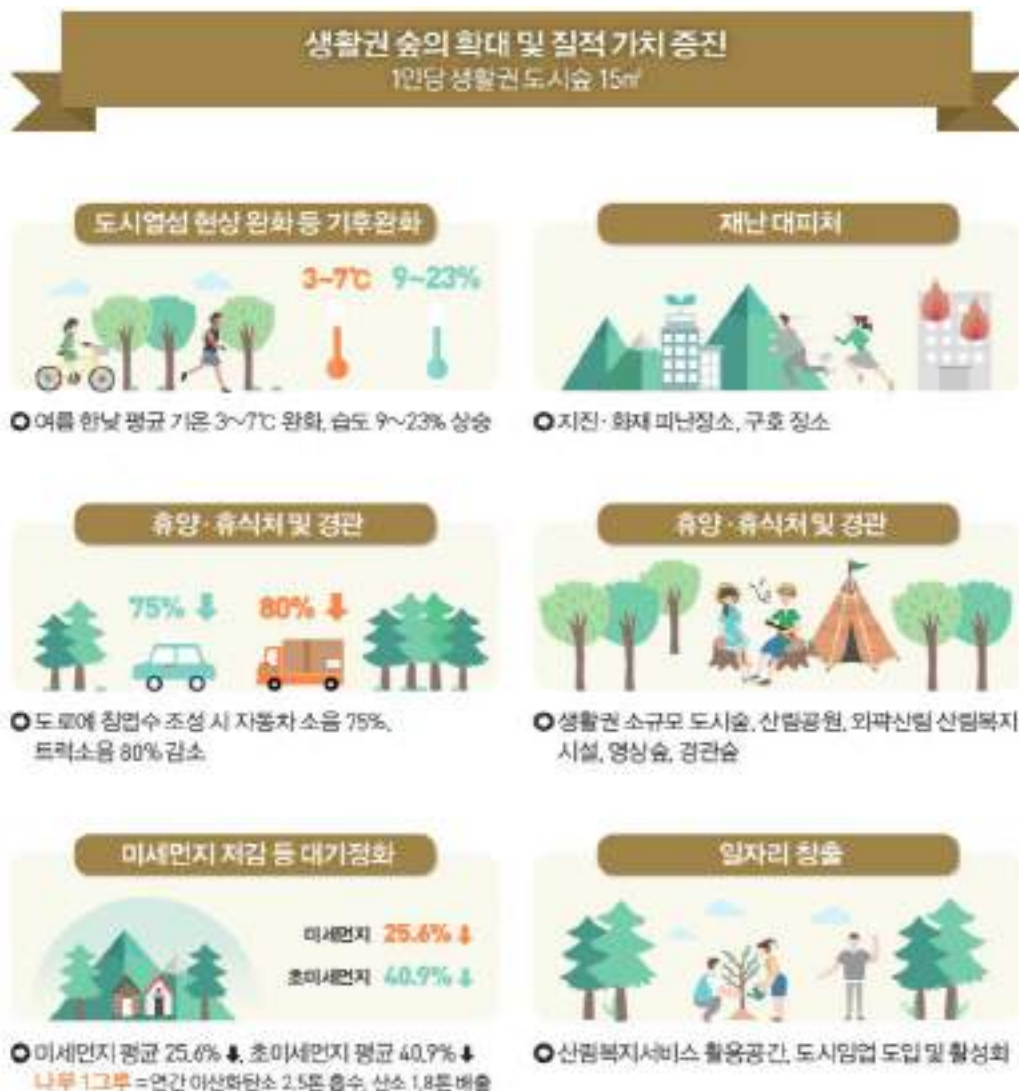 생활권 숲의 확대 및 질적 가치 증진
1인당 생활권 도시숲 15㎡
도시열섬 현상 완화 등 기후완화
3~7℃ 9~23%
여름 한낮 평균 기온 3~7℃ 완화, 습도 9~23% 상승
재난 대피처
지진·화재 피난장소, 구호 장소
휴양·휴식처 및 경관
75% 80%
도로에 침엽수 조성 시 자동차 소음 75%,
트럭소음 80% 감소
휴양·휴식처 및 경관
생활권 소규모 도시숲, 산림공원, 외곽산림 산림복지
시설, 명상숲, 경관숲
미세먼지 저감 등 대기정화
미세먼지 25.6%
초미세먼지 40.9%
미세먼지 평균 25.6% , 초미세먼지 평균 40.9%
나무 1그루 = 연간 이산화탄소 2.5톤 흡수, 산소 1.8톤 배출
일자리 창출
산림복지서비스 활용공간, 도시임업 도입 및 활성화